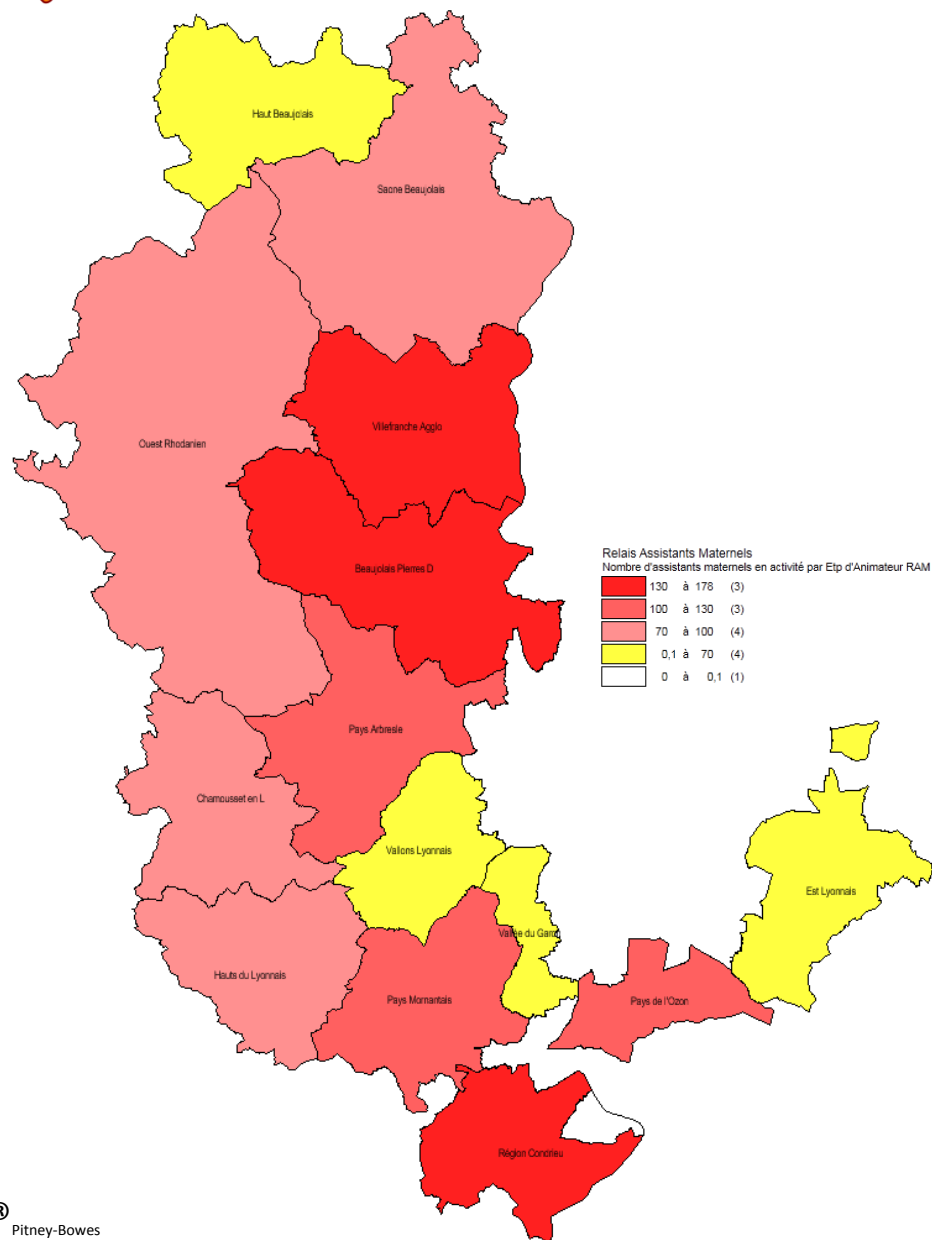 Haut Beaujolais
Saone Beaujolais
Villefranche Agglo
Ouest Rhodanien
Beaujolais Pierres D
Relais Assistants Maternels
Nombre d'assistants maternels en activité par Etp d'Animateur RAM
130 à 178 (3)
100 à 130 (3)
70 à 100 (4)
0,1 à 70 (4)
0 à 0,1 (1)
Pays Arbresle
Chamousset en L
Vallons Lyonnais
Est Lyonnais
Vallée du Garon
Hauts du Lyonnais
Pays Mornantais
Pays de l'Ozon
Région Condrieu
®
Pitney-Bowes